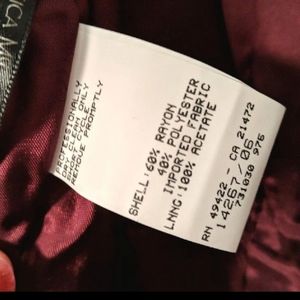 PROFESSIONALLY
DRY CLEAN ONLY
REMOVE PROMPTLY
SHELL:60% RAYON
40% POLYESTER
IMPORTED FABRIC
LNNG:100% ACETATE
RN 49422 - CA 21472
14267/06
731030 976